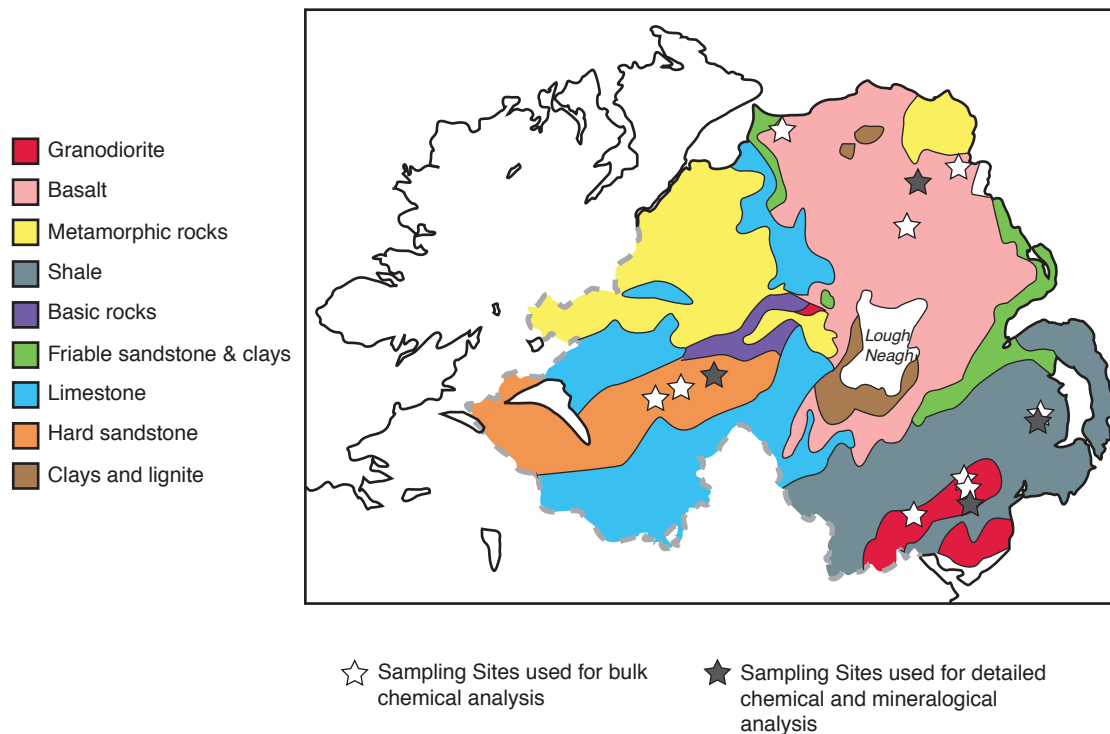 Granodiorite
Basalt
Metamorphic rocks
Shale
Basic rocks
Friable sandstone & clays
Limestone
Hard sandstone
Clays and lignite
Lough
Neagh
Sampling Sites used for bulk
chemical analysis
Sampling Sites used for detailed
chemical and mineralogical
analysis